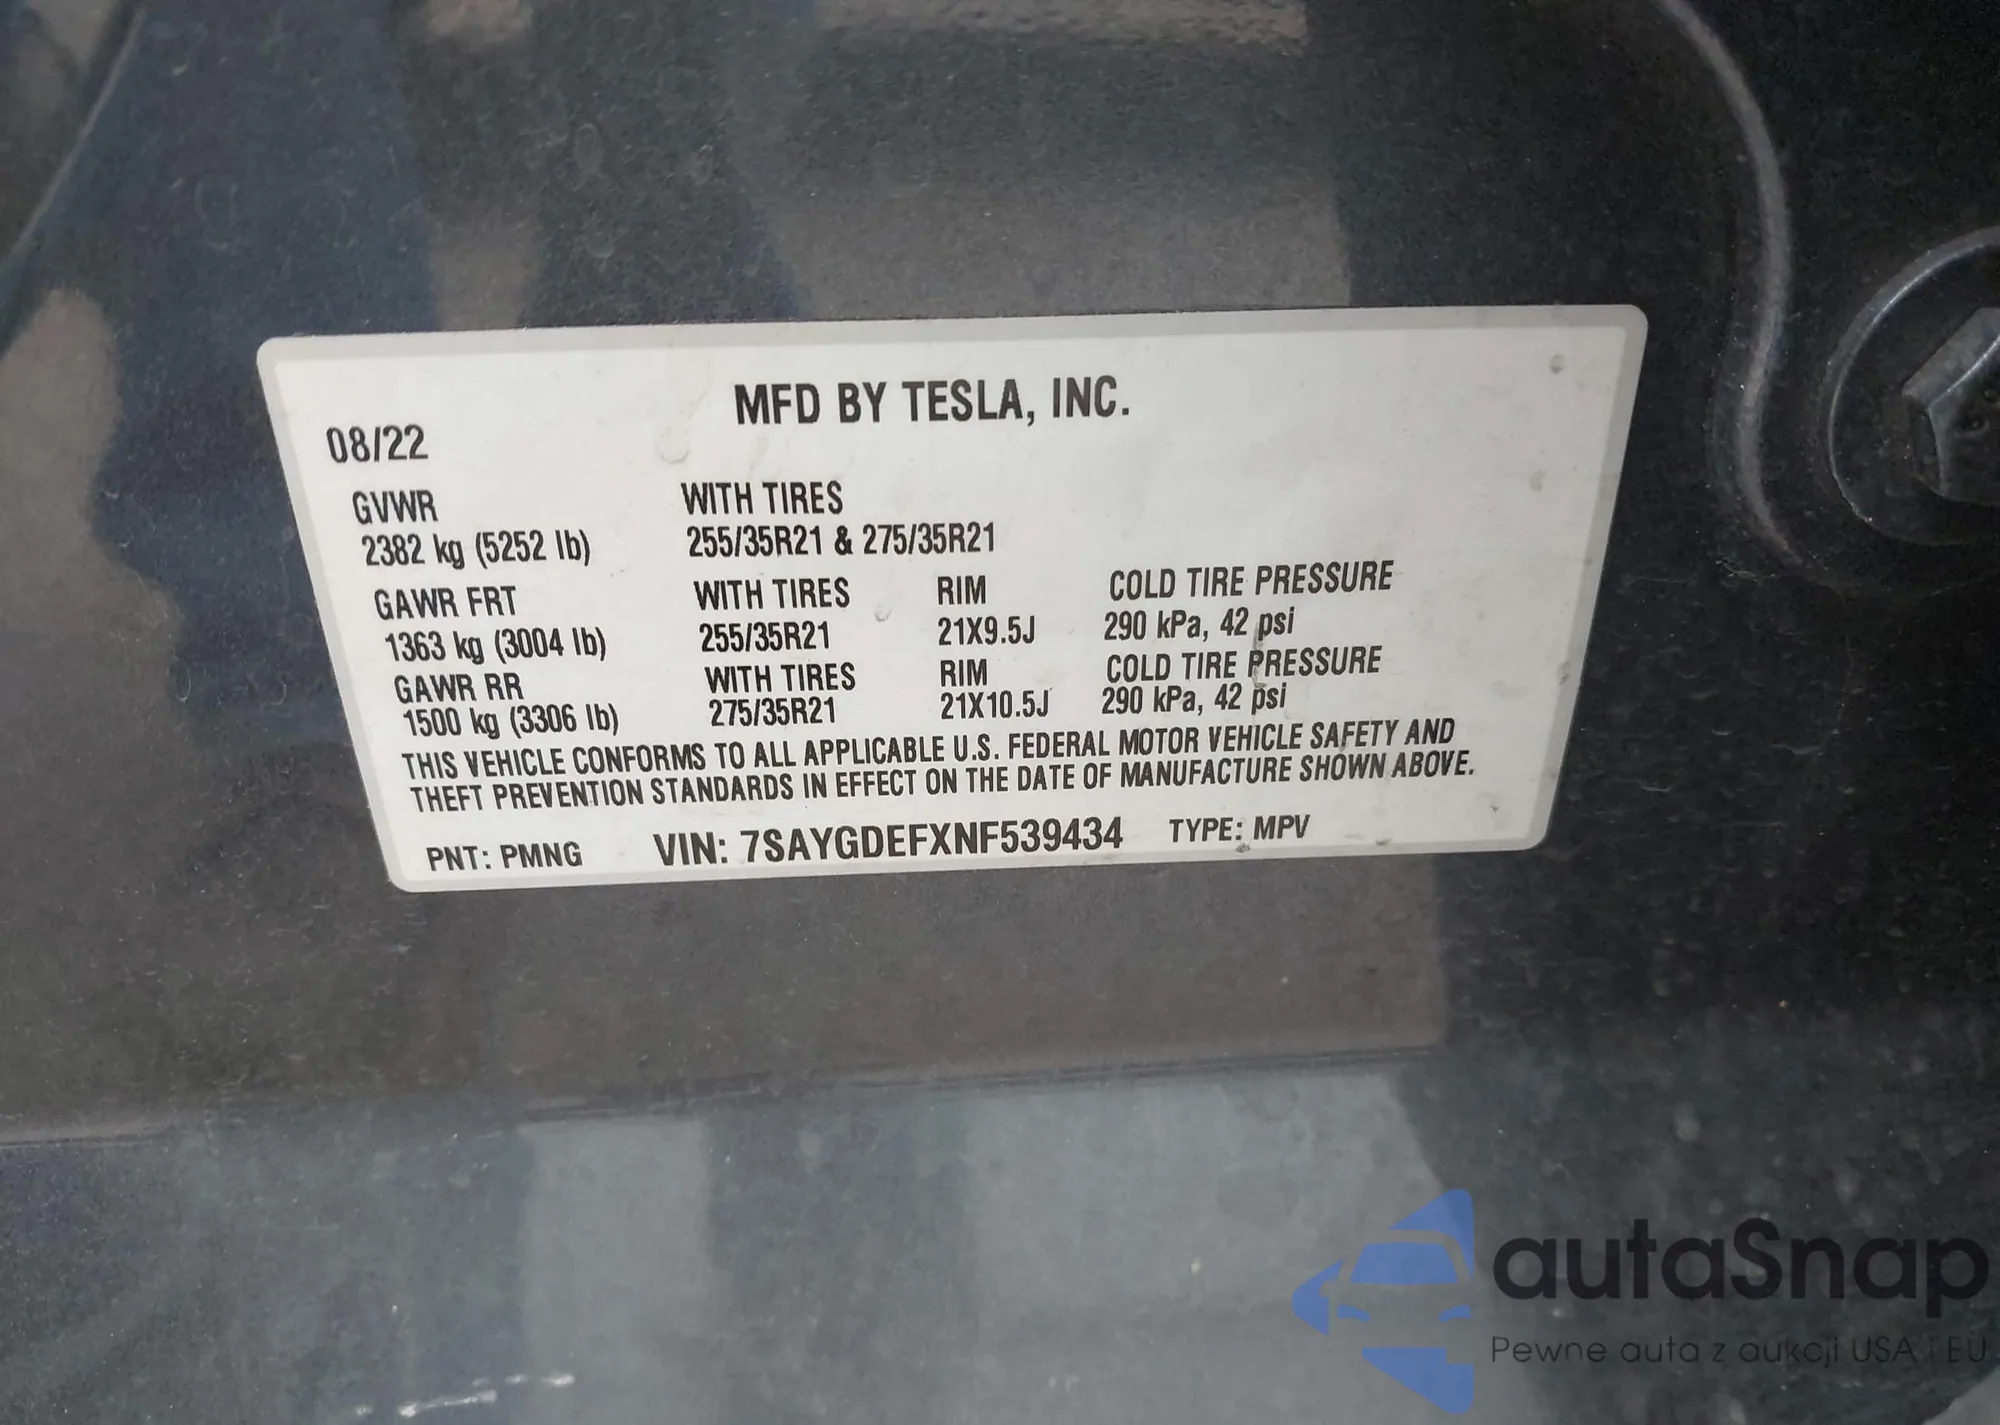 MFD BY TESLA, INC.
08/22
GVWR WITH TIRES
2382 kg (5252 lb) 255/35R21 & 275/35R21
GAWR FRT WITH TIRES RIM COLD TIRE PRESSURE
1363 kg (3004 lb) 255/35R21 21X9.5J 290 kPa, 42 psi
GAWR RR WITH TIRES RIM COLD TIRE PRESSURE
1500 kg (3306 lb) 275/35R21 21X10.5J 290 kPa, 42 psi
THIS VEHICLE CONFORMS TO ALL APPLICABLE U.S. FEDERAL MOTOR VEHICLE SAFETY AND
THEFT PREVENTION STANDARDS IN EFFECT ON THE DATE OF MANUFACTURE SHOWN ABOVE.
PNT: PMNG VIN: 7SAYGDEFXNF539434 TYPE: MPV
autaSnap
Pewne auta z aukcji USA i EU